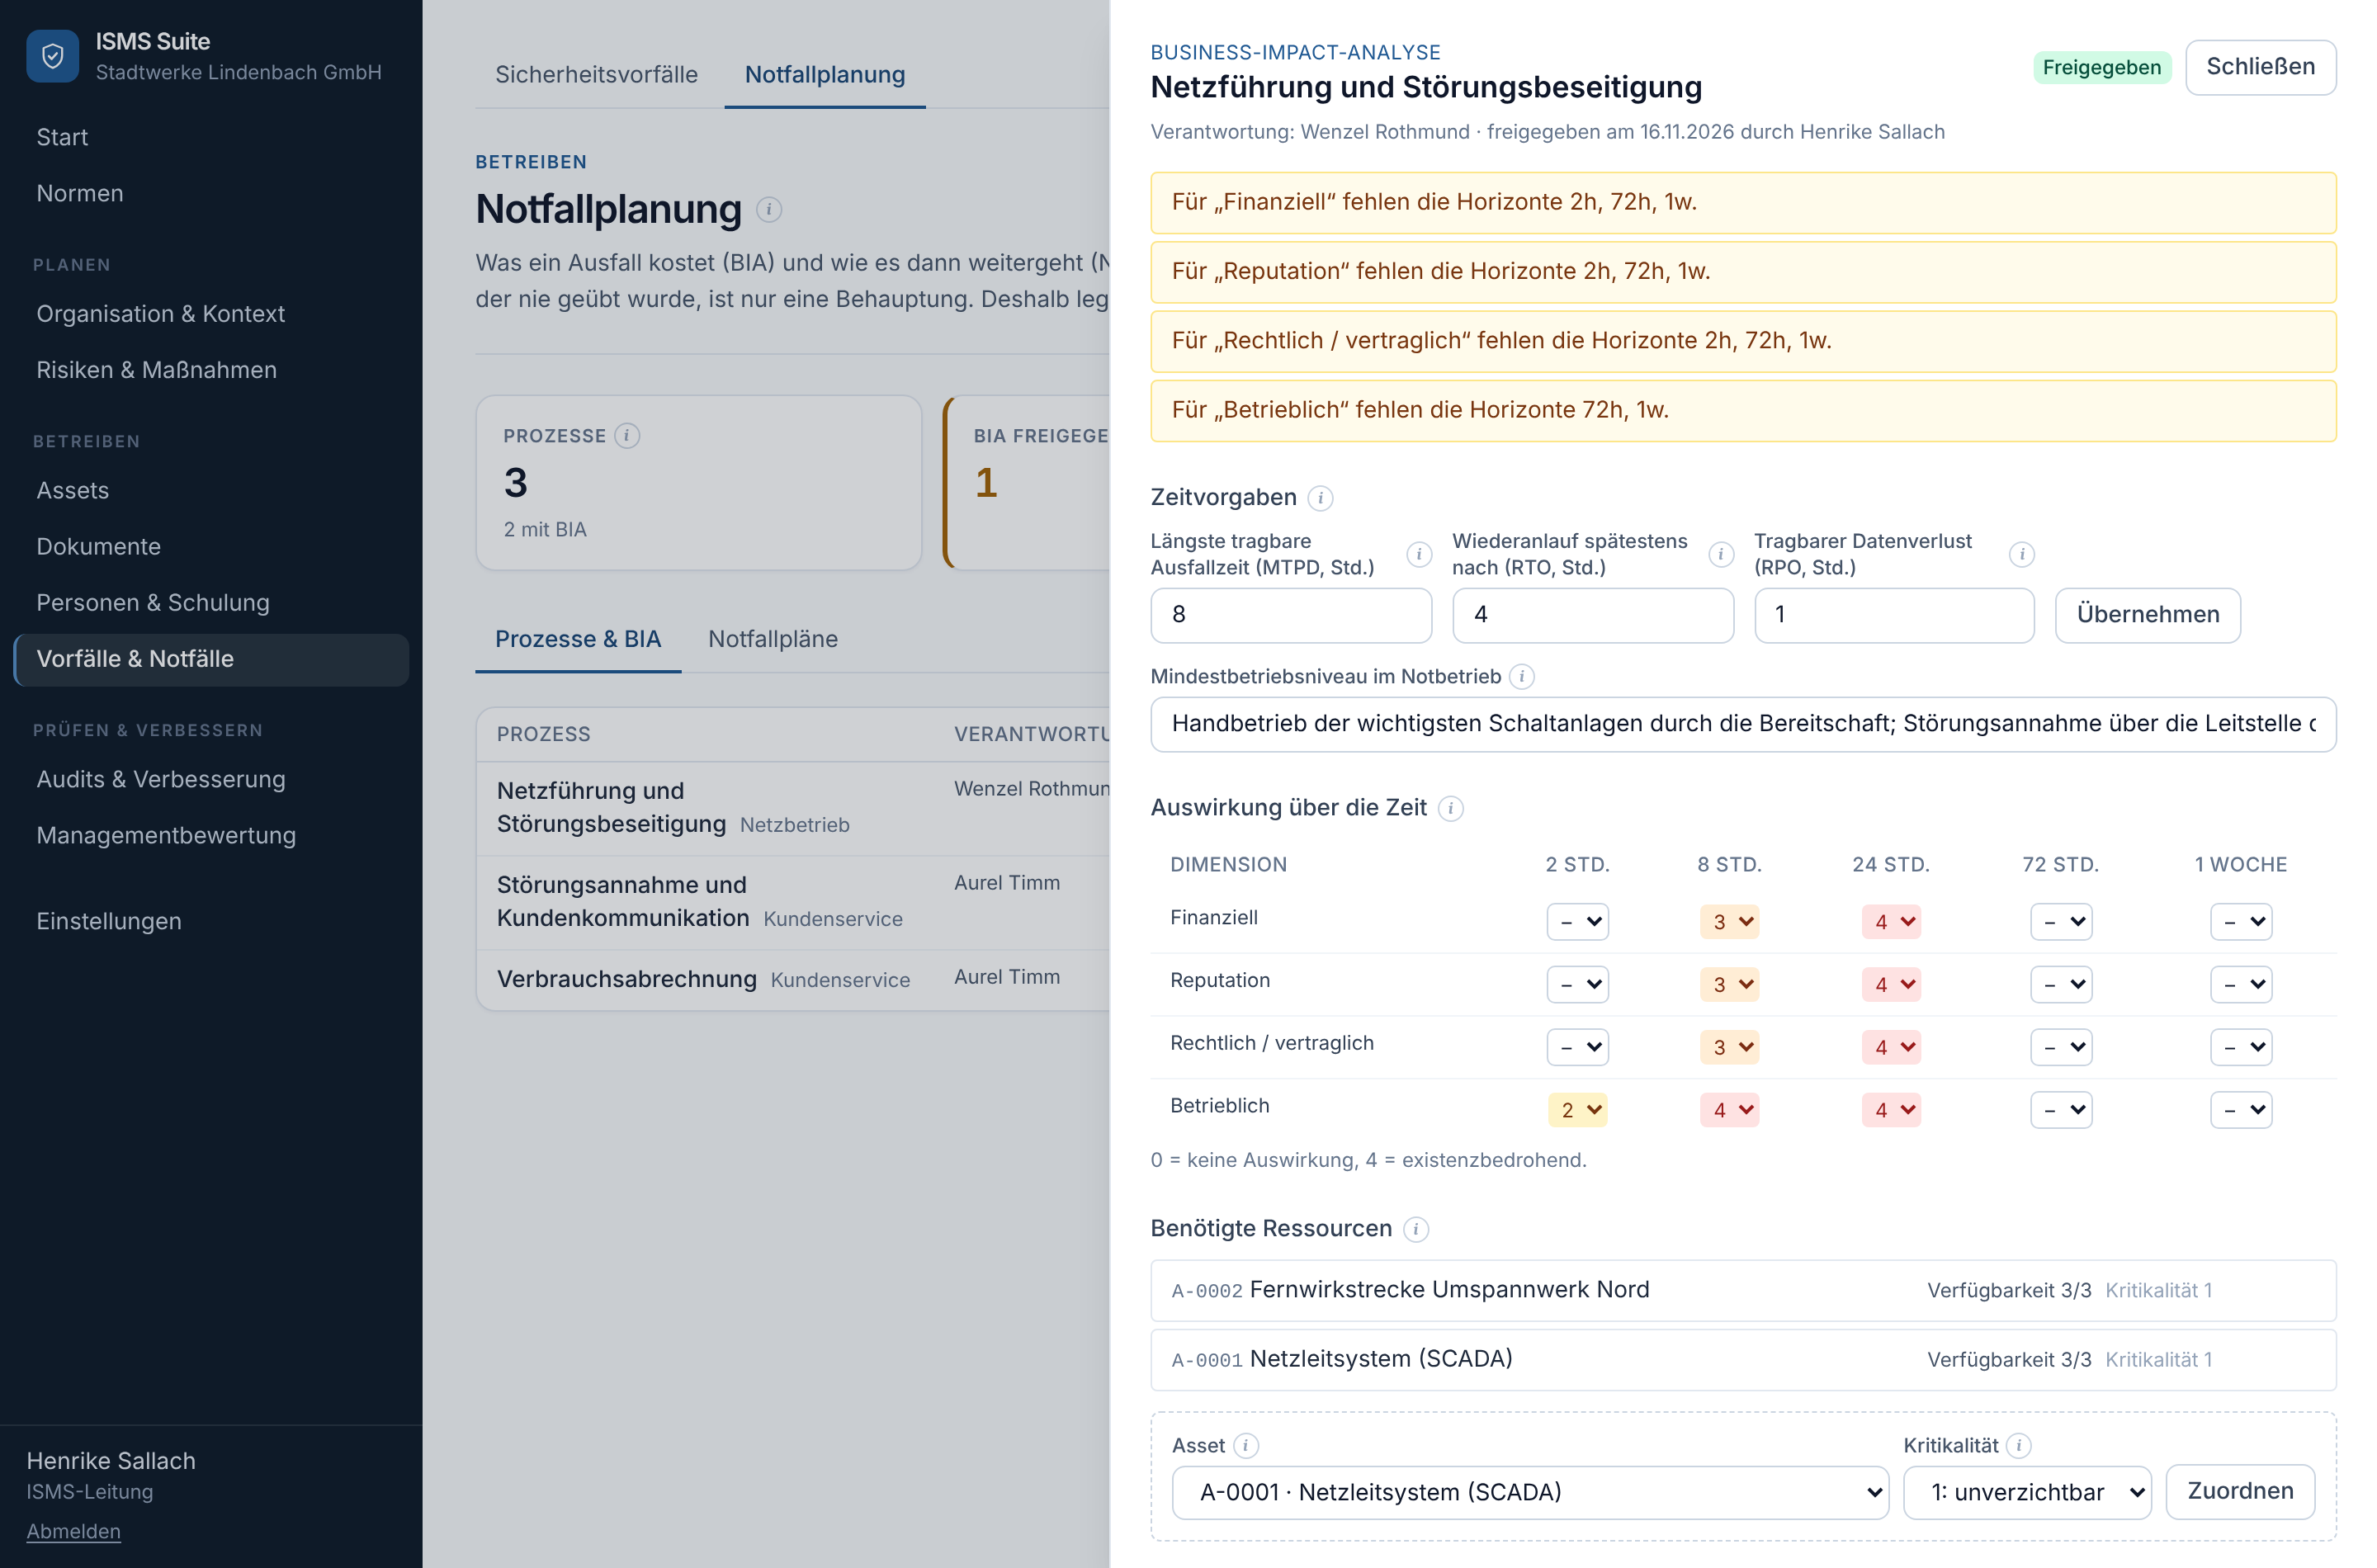 ISMS Suite
Stadtwerke Lindenbach GmbH
Start
Normen
PLANEN
Organisation & Kontext
Risiken & Maßnahmen
BETREIBEN
Assets
Dokumente
Personen & Schulung
Vorfälle & Notfälle
PRÜFEN & VERBESSERN
Audits & Verbesserung
Managementbewertung
Einstellungen
Henrike Sallach
ISMS-Leitung
Abmelden
Sicherheitsvorfälle Notfallplanung
BETREIBEN
Notfallplanung
Was ein Ausfall kostet (BIA) und wie es dann weitergeht (N
der nie geübt wurde, ist nur eine Behauptung. Deshalb leg
PROZESSE
3
2 mit BIA
BIA FREIGEGE
1
Prozesse & BIA Notfallpläne
PROZESS VERANTWORTU
Netzführung und
Störungsbeseitigung Netzbetrieb
Wenzel Rothmun
Störungsannahme und
Kundenkommunikation Kundenservice
Aurel Timm
Verbrauchsabrechnung Kundenservice Aurel Timm
BUSINESS-IMPACT-ANALYSE
Netzführung und Störungsbeseitigung
Freigegeben Schließen
Verantwortung: Wenzel Rothmund · freigegeben am 16.11.2026 durch Henrike Sallach
Für „Finanziell“ fehlen die Horizonte 2h, 72h, 1w.
Für „Reputation“ fehlen die Horizonte 2h, 72h, 1w.
Für „Rechtlich / vertraglich“ fehlen die Horizonte 2h, 72h, 1w.
Für „Betrieblich“ fehlen die Horizonte 72h, 1w.
Zeitvorgaben
Längste tragbare
Ausfallzeit (MTPD, Std.)
8
Wiederanlauf spätestens
nach (RTO, Std.)
4
Tragbarer Datenverlust
(RPO, Std.)
1
Übernehmen
Mindestbetriebsniveau im Notbetrieb
Handbetrieb der wichtigsten Schaltanlagen durch die Bereitschaft; Störungsannahme über die Leitstelle
Auswirkung über die Zeit
DIMENSION 2 STD. 8 STD. 24 STD. 72 STD. 1 WOCHE
Finanziell – 3 4 – –
Reputation – 3 4 – –
Rechtlich / vertraglich – 3 4 – –
Betrieblich 2 4 4 – –
0 = keine Auswirkung, 4 = existenzbedrohend.
Benötigte Ressourcen
A-0002 Fernwirkstrecke Umspannwerk Nord Verfügbarkeit 3/3 Kritikalität 1
A-0001 Netzleitsystem (SCADA) Verfügbarkeit 3/3 Kritikalität 1
Asset Kritikalität
A-0001 · Netzleitsystem (SCADA) 1: unverzichtbar Zuordnen